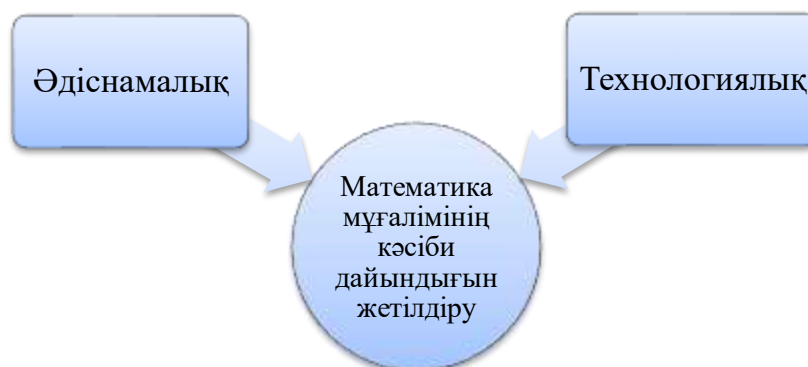 Әдіснамалық
Технологиялық
Математика
мұғалімінің
кәсіби
дайындығын
жетілдіру